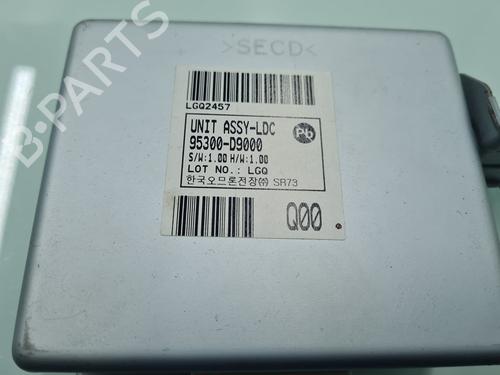 >SECD<
LGQ2457
UNIT ASSY-LDC
95300-D9000
S/W:1.00 H/W:1.00
LOT NO.: LGQ
한국오므론전장㈜ SR73
Pb
Q00
B-PARTS